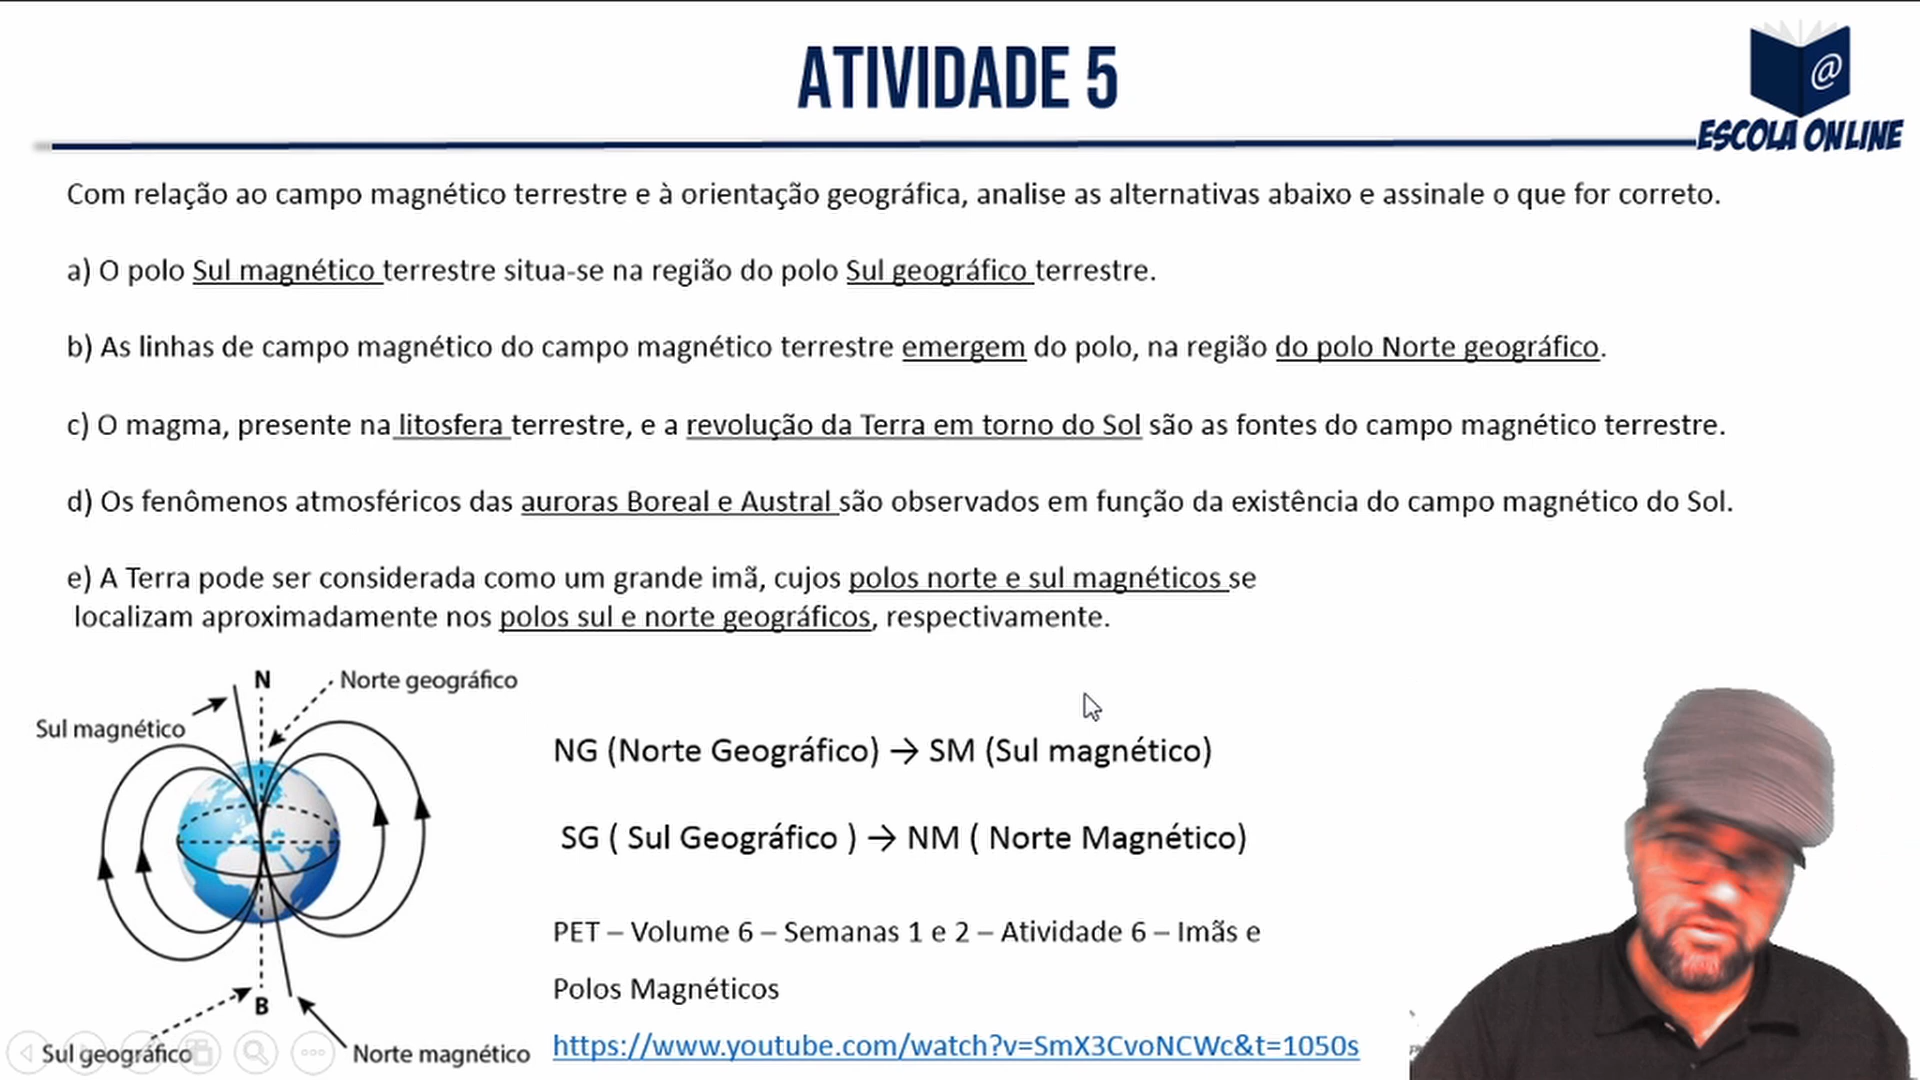 ATIVIDADE 5
@
ESCOLA ONLINE
Com relação ao campo magnético terrestre e à orientação geográfica, analise as alternativas abaixo e assinale o que for correto.
a) O polo Sul magnético terrestre situa-se na região do polo Sul geográfico terrestre.
b) As linhas de campo magnético do campo magnético terrestre emergem do polo, na região do polo Norte geográfico.
c) O magma, presente na litosfera terrestre, e a revolução da Terra em torno do Sol são as fontes do campo magnético terrestre.
d) Os fenômenos atmosféricos das auroras Boreal e Austral são observados em função da existência do campo magnético do Sol.
e) A Terra pode ser considerada como um grande imã, cujos polos norte e sul magnéticos se
localizam aproximadamente nos polos sul e norte geográficos, respectivamente.
N
Norte geográfico
Sul magnético
B
Sul geográfico
Norte magnético
NG (Norte Geográfico) → SM (Sul magnético)
SG ( Sul Geográfico ) → NM ( Norte Magnético)
PET – Volume 6 – Semanas 1 e 2 – Atividade 6 – Imãs e
Polos Magnéticos
https://www.youtube.com/watch?v=SmX3CvoNCWc&t=1050s